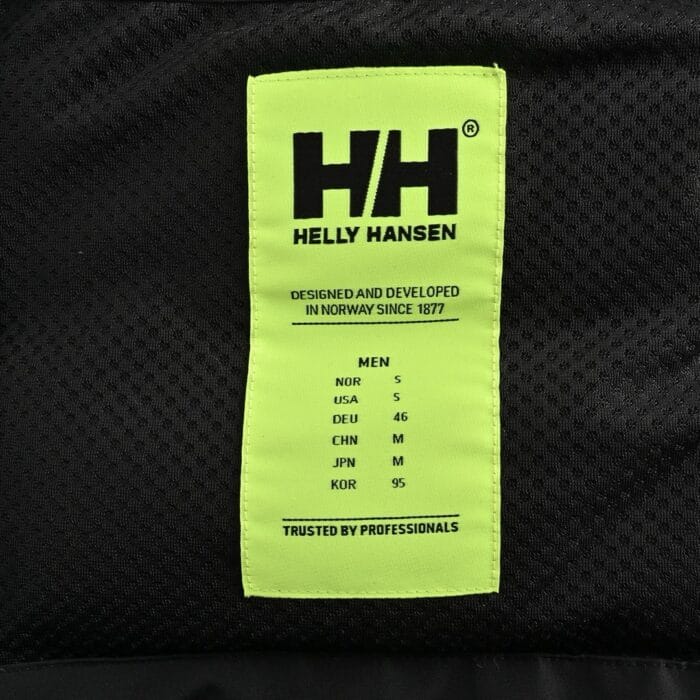 HH®
HELLY HANSEN
DESIGNED AND DEVELOPED
IN NORWAY SINCE 1877
MEN
NOR S
USA S
DEU 46
CHN M
JPN M
KOR 95
TRUSTED BY PROFESSIONALS